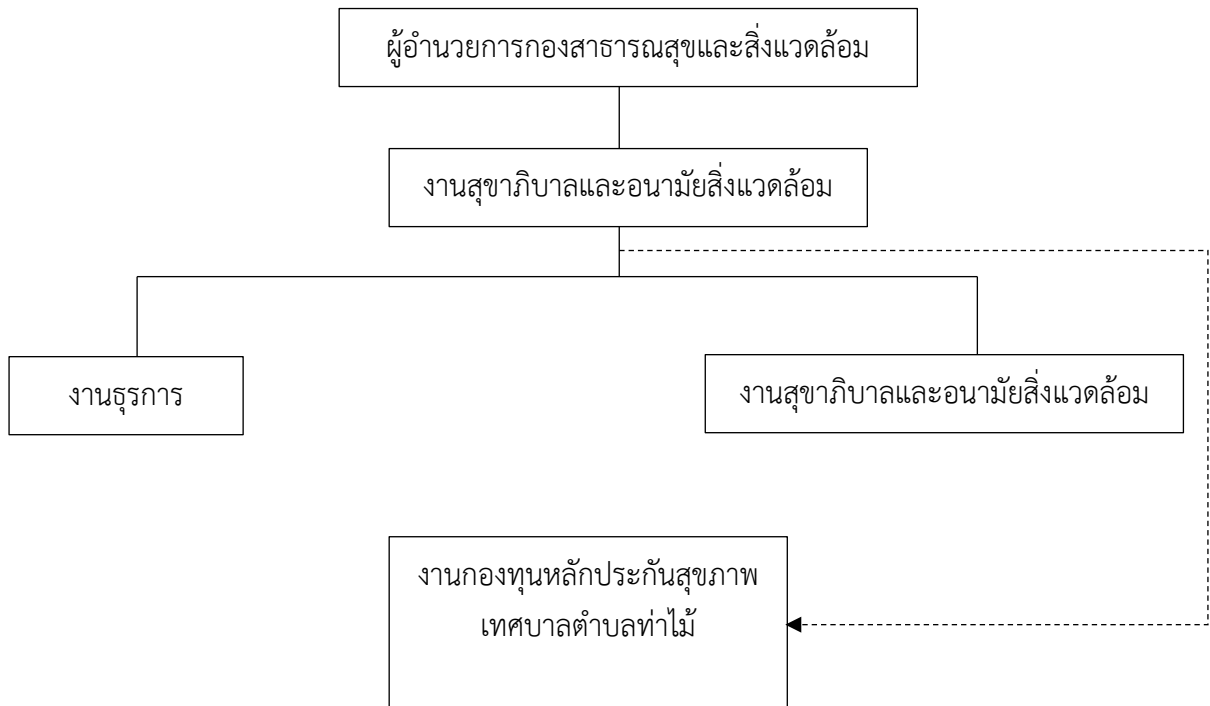 ผู้อำนวยการกองสาธารณสุขและสิ่งแวดล้อม
งานสุขาภิบาลและอนามัยสิ่งแวดล้อม
งานธุรการ
งานสุขาภิบาลและอนามัยสิ่งแวดล้อม
งานกองทุนหลักประกันสุขภาพ
เทศบาลตำบลท่าไม้